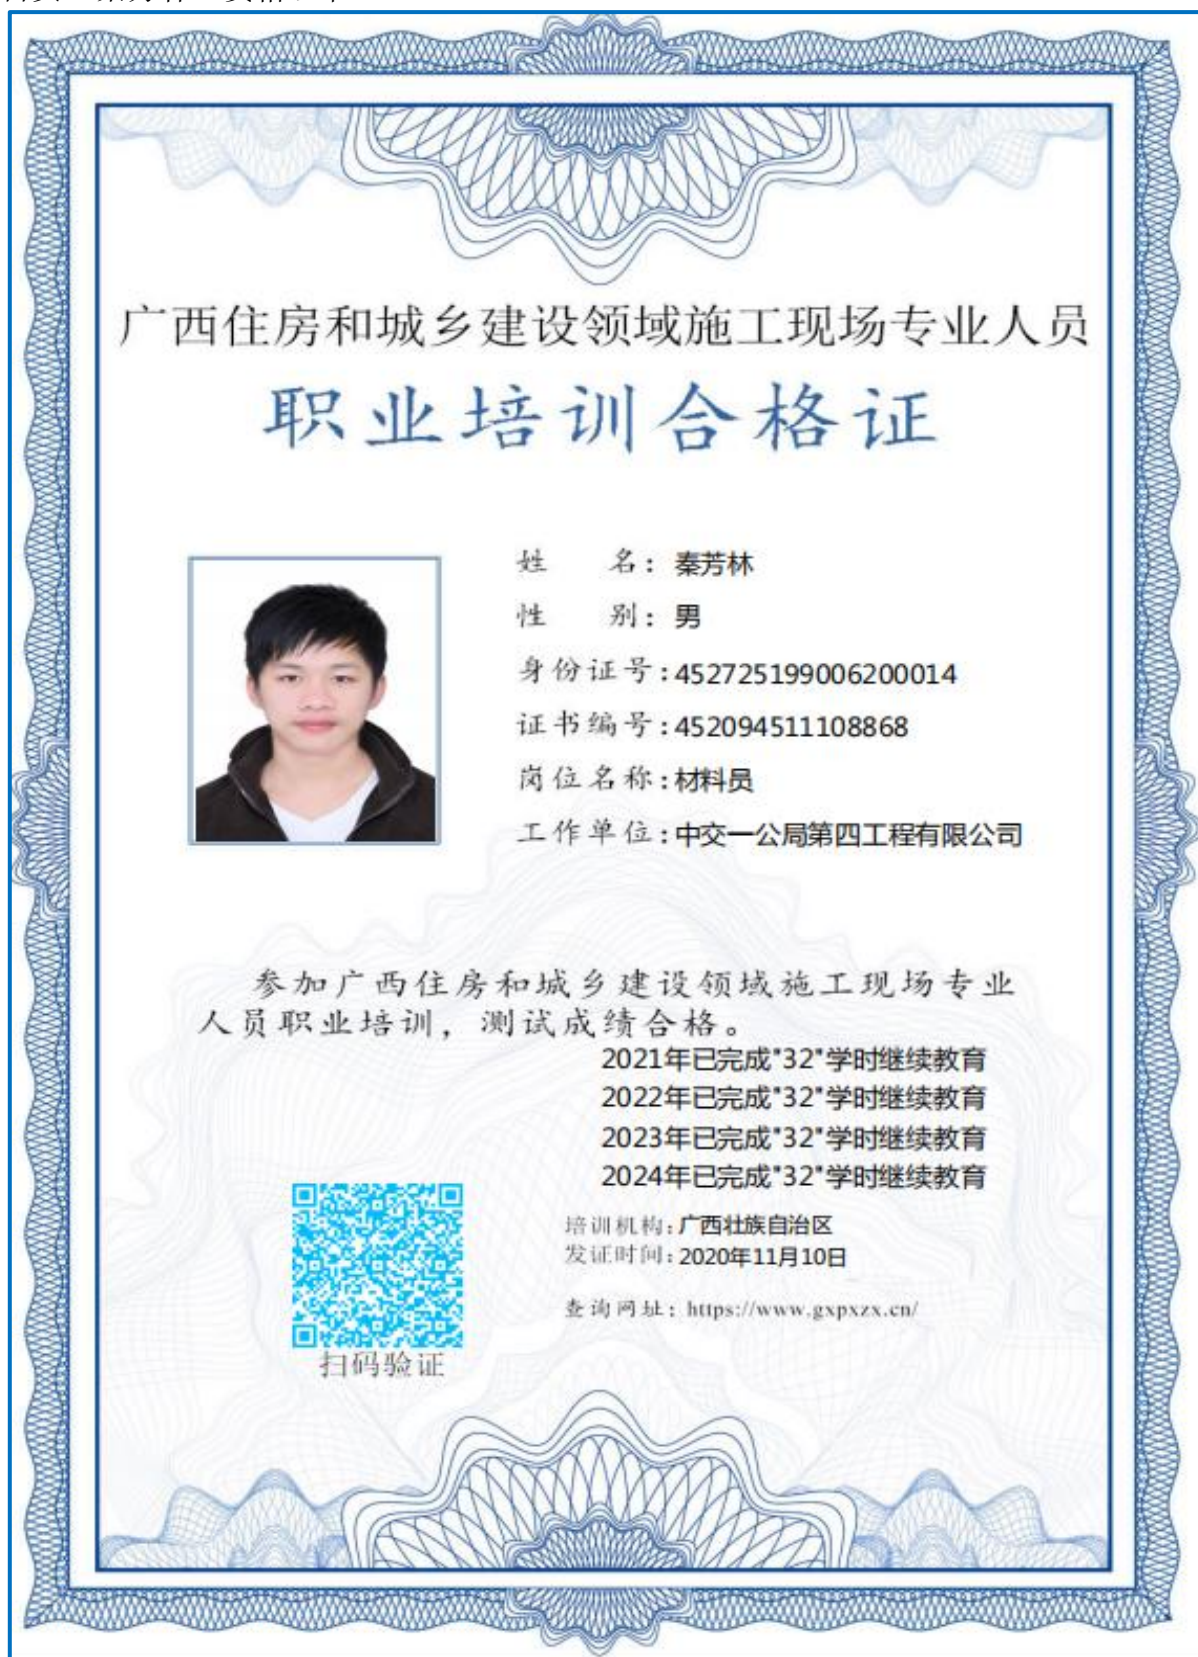 广西住房和城乡建设领域施工现场专业人员
职业培训合格证
姓 名：秦芳林
性 别：男
身份证号：452725199006200014
证书编号：452094511108868
岗位名称：材料员
工作单位：中交一公局第四工程有限公司
参加广西住房和城乡建设领域施工现场专业
人员职业培训，测试成绩合格。
2021年已完成"32"学时继续教育
2022年已完成"32"学时继续教育
2023年已完成"32"学时继续教育
2024年已完成"32"学时继续教育
培训机构：广西壮族自治区
发证时间：2020年11月10日
查询网址：https://www.gxpxzx.cn/
扫码验证